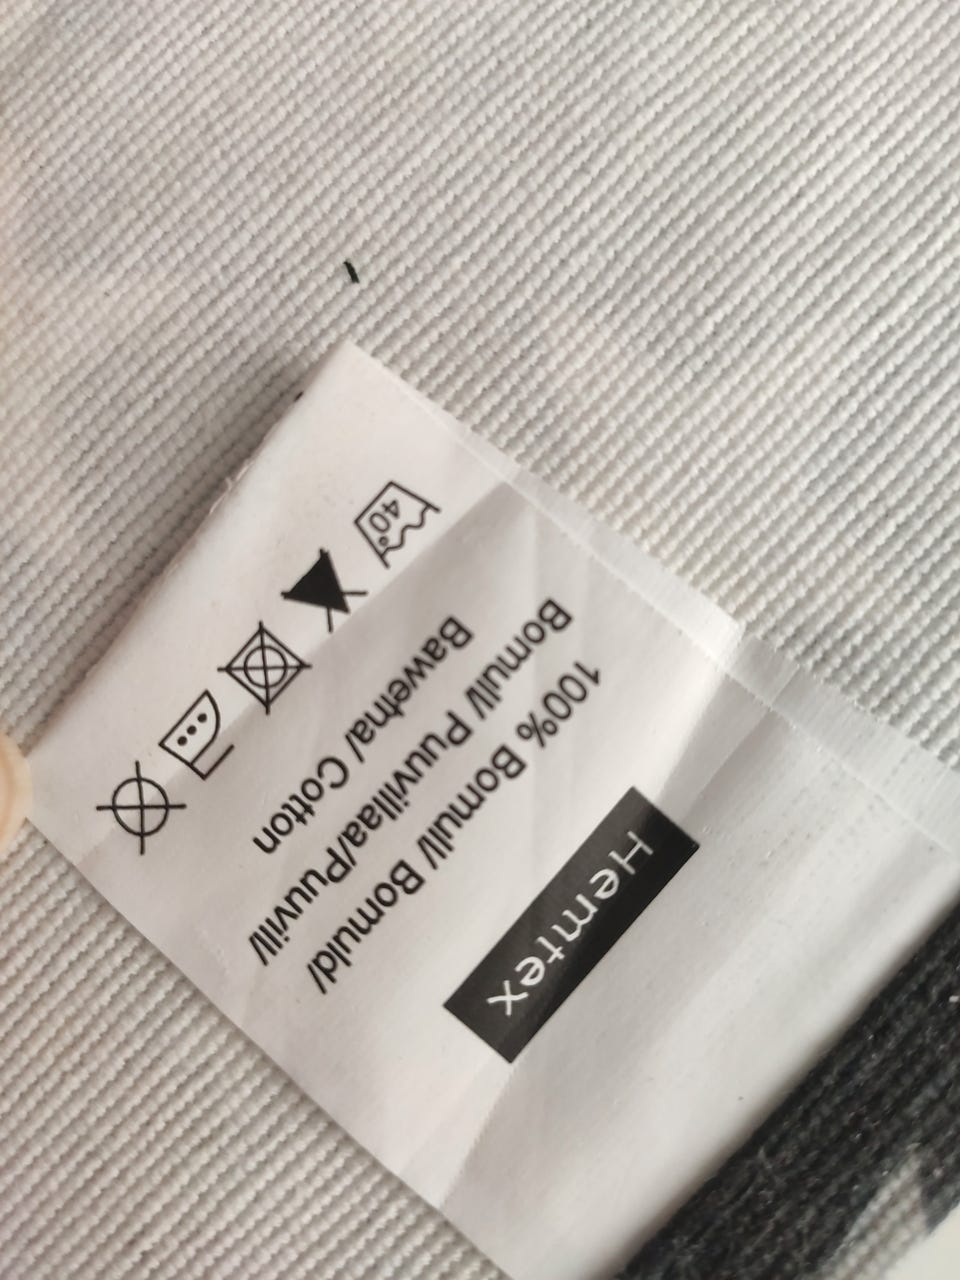 Hemtex
100% Bomull/ Bomuld/
Bomull/ Puuvillaa/Puuvill/
Bawełna/ Cotton
40°